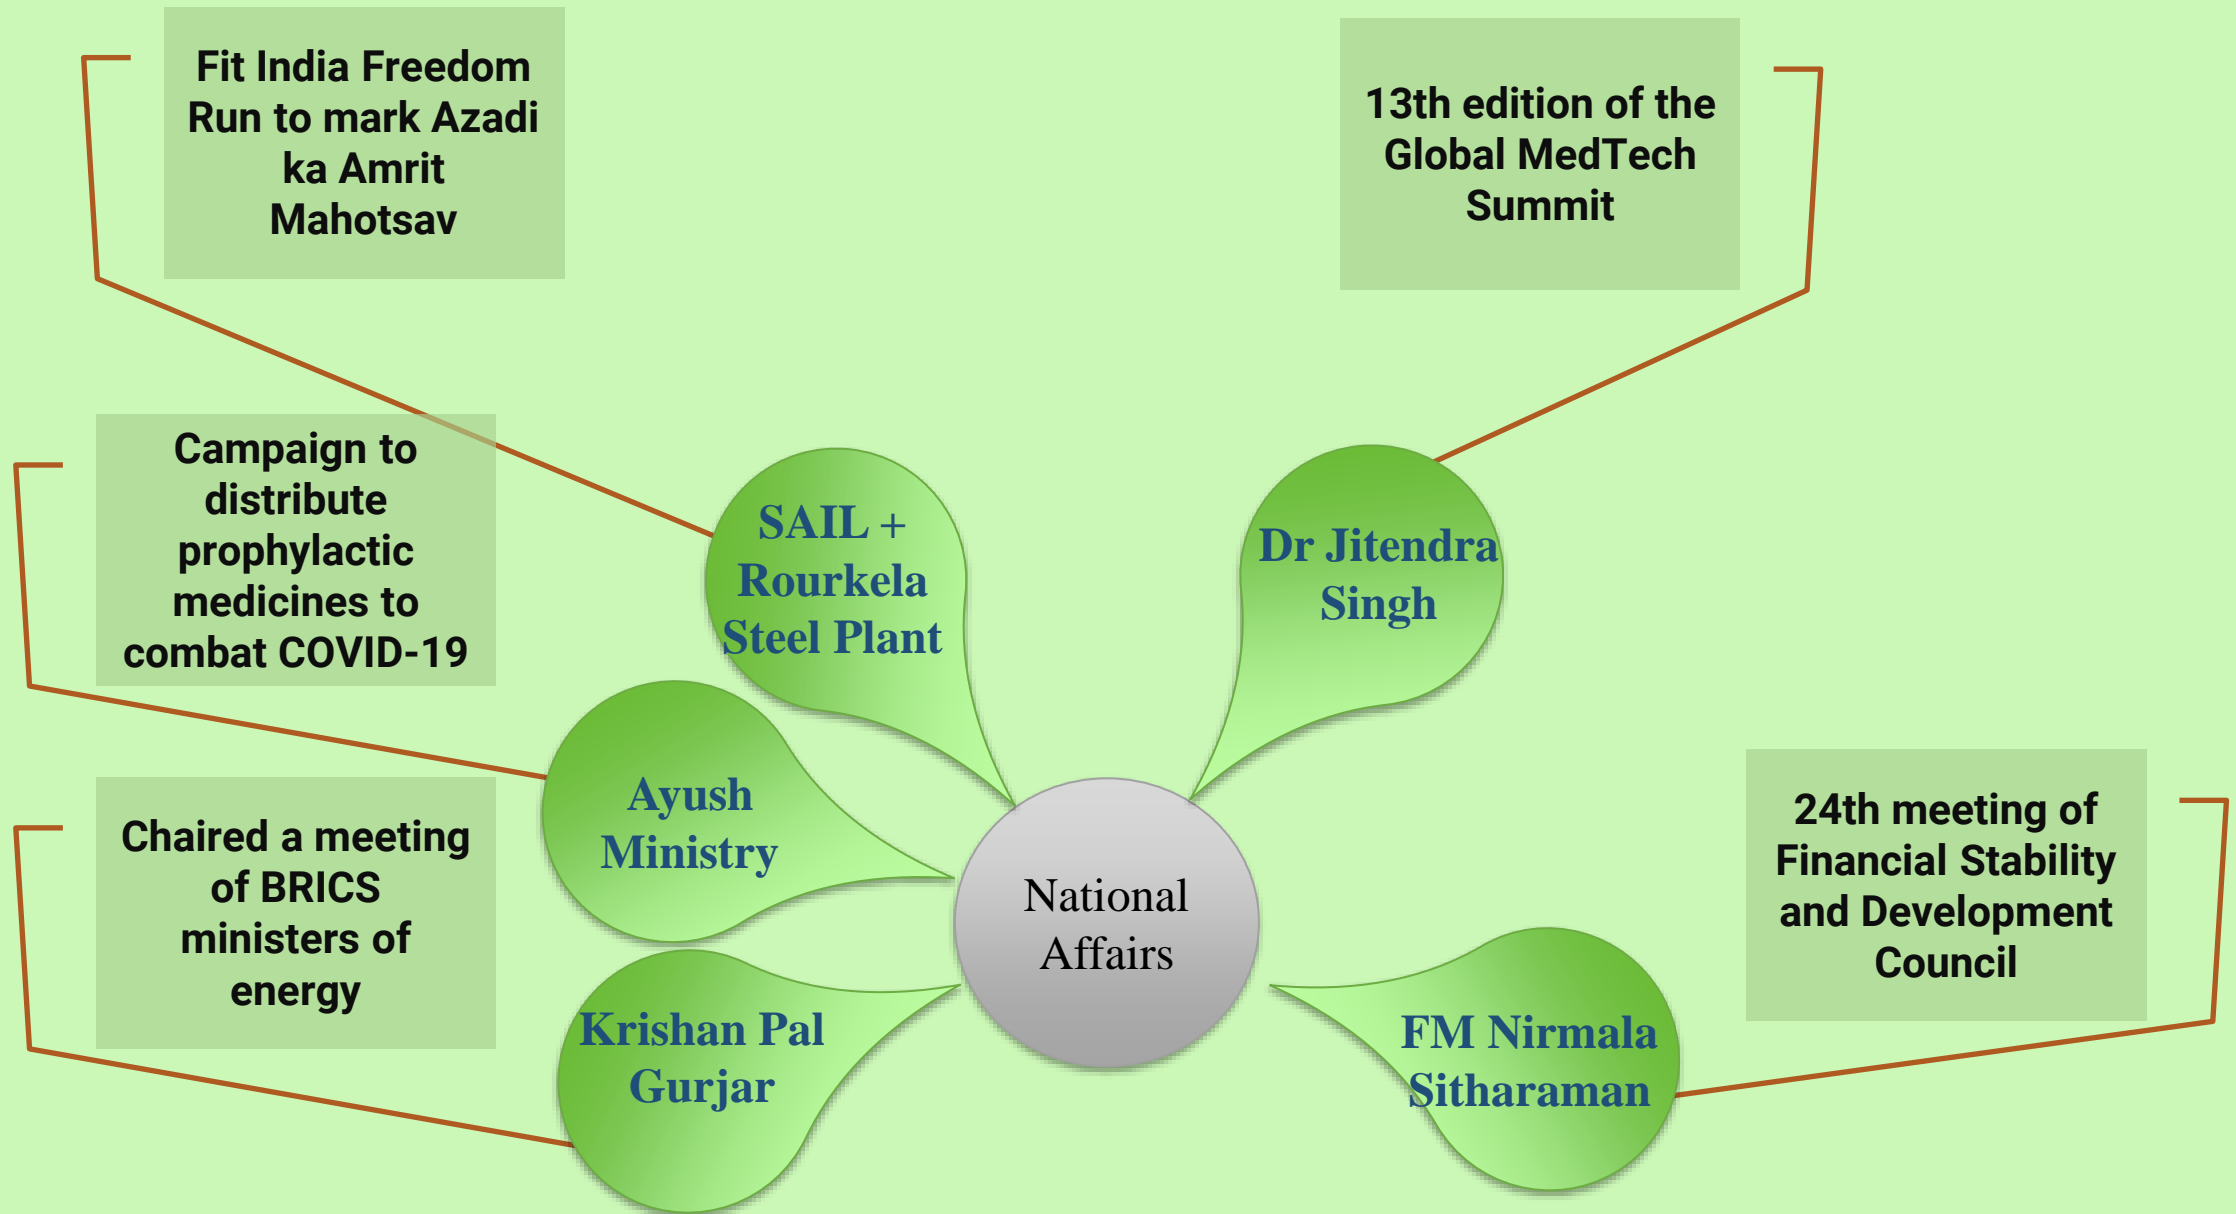 Fit India Freedom
Run to mark Azadi
ka Amrit
Mahotsav
13th edition of the
Global MedTech
Summit
Campaign to
distribute
prophylactic
medicines to
combat COVID-19
SAIL +
Rourkela
Steel Plant
Dr Jitendra
Singh
Ayush
Ministry
Chaired a meeting
of BRICS
ministers of
energy
National
Affairs
24th meeting of
Financial Stability
and Development
Council
Krishan Pal
Gurjar
FM Nirmala
Sitharaman